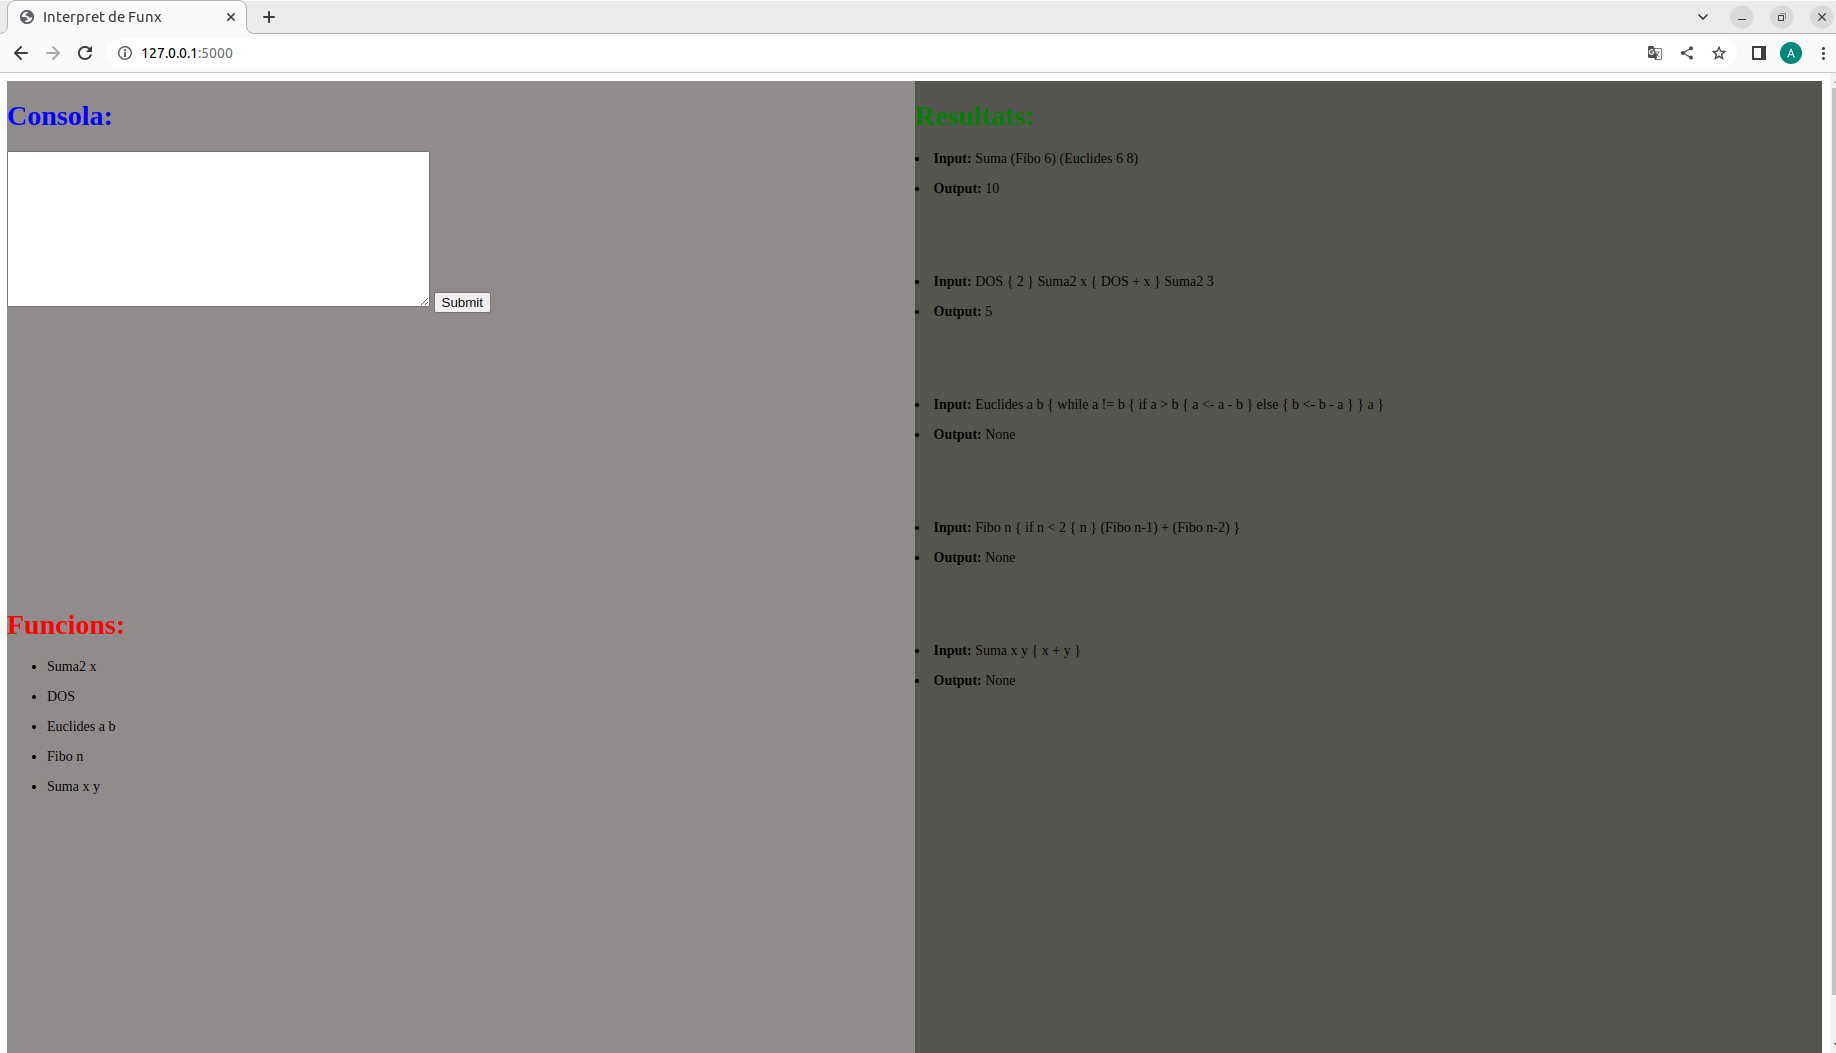 Interpret de Funx
127.0.0.1:5000
A
Consola:
Submit
Funcions:
Suma2 x
DOS
Euclides a b
Fibo n
Suma x y
Resultats:
Input: Suma (Fibo 6) (Euclides 6 8)
Output: 10
Input: DOS { 2 } Suma2 x { DOS + x } Suma2 3
Output: 5
Input: Euclides a b { while a != b { if a > b { a <- a - b } else { b <- b - a } } a }
Output: None
Input: Fibo n { if n < 2 { n } (Fibo n-1) + (Fibo n-2) }
Output: None
Input: Suma x y { x + y }
Output: None